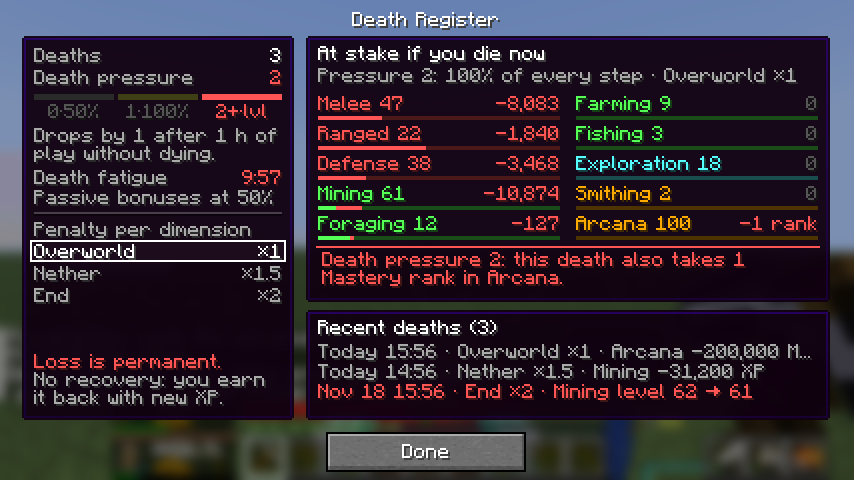 Death Register
Deaths 3
Death pressure 2
0·50% 1·100% 2+·lvl
Drops by 1 after 1 h of
play without dying.
Death fatigue 9:57
Passive bonuses at 50%
Penalty per dimension
Overworld ×1
Nether ×1.5
End ×2
Loss is permanent.
No recovery: you earn
it back with new XP.
At stake if you die now
Pressure 2: 100% of every step · Overworld ×1
Melee 47 -8,083 Farming 9 0
Ranged 22 -1,840 Fishing 3 0
Defense 38 -3,468 Exploration 18 0
Mining 61 -10,874 Smithing 2 0
Foraging 12 -127 Arcana 100 -1 rank
Death pressure 2: this death also takes 1
Mastery rank in Arcana.
Recent deaths (3)
Today 15:56 · Overworld ×1 · Arcana -200,000 M...
Today 14:56 · Nether ×1.5 · Mining -31,200 XP
Nov 18 15:56 · End ×2 · Mining level 62 → 61
Done